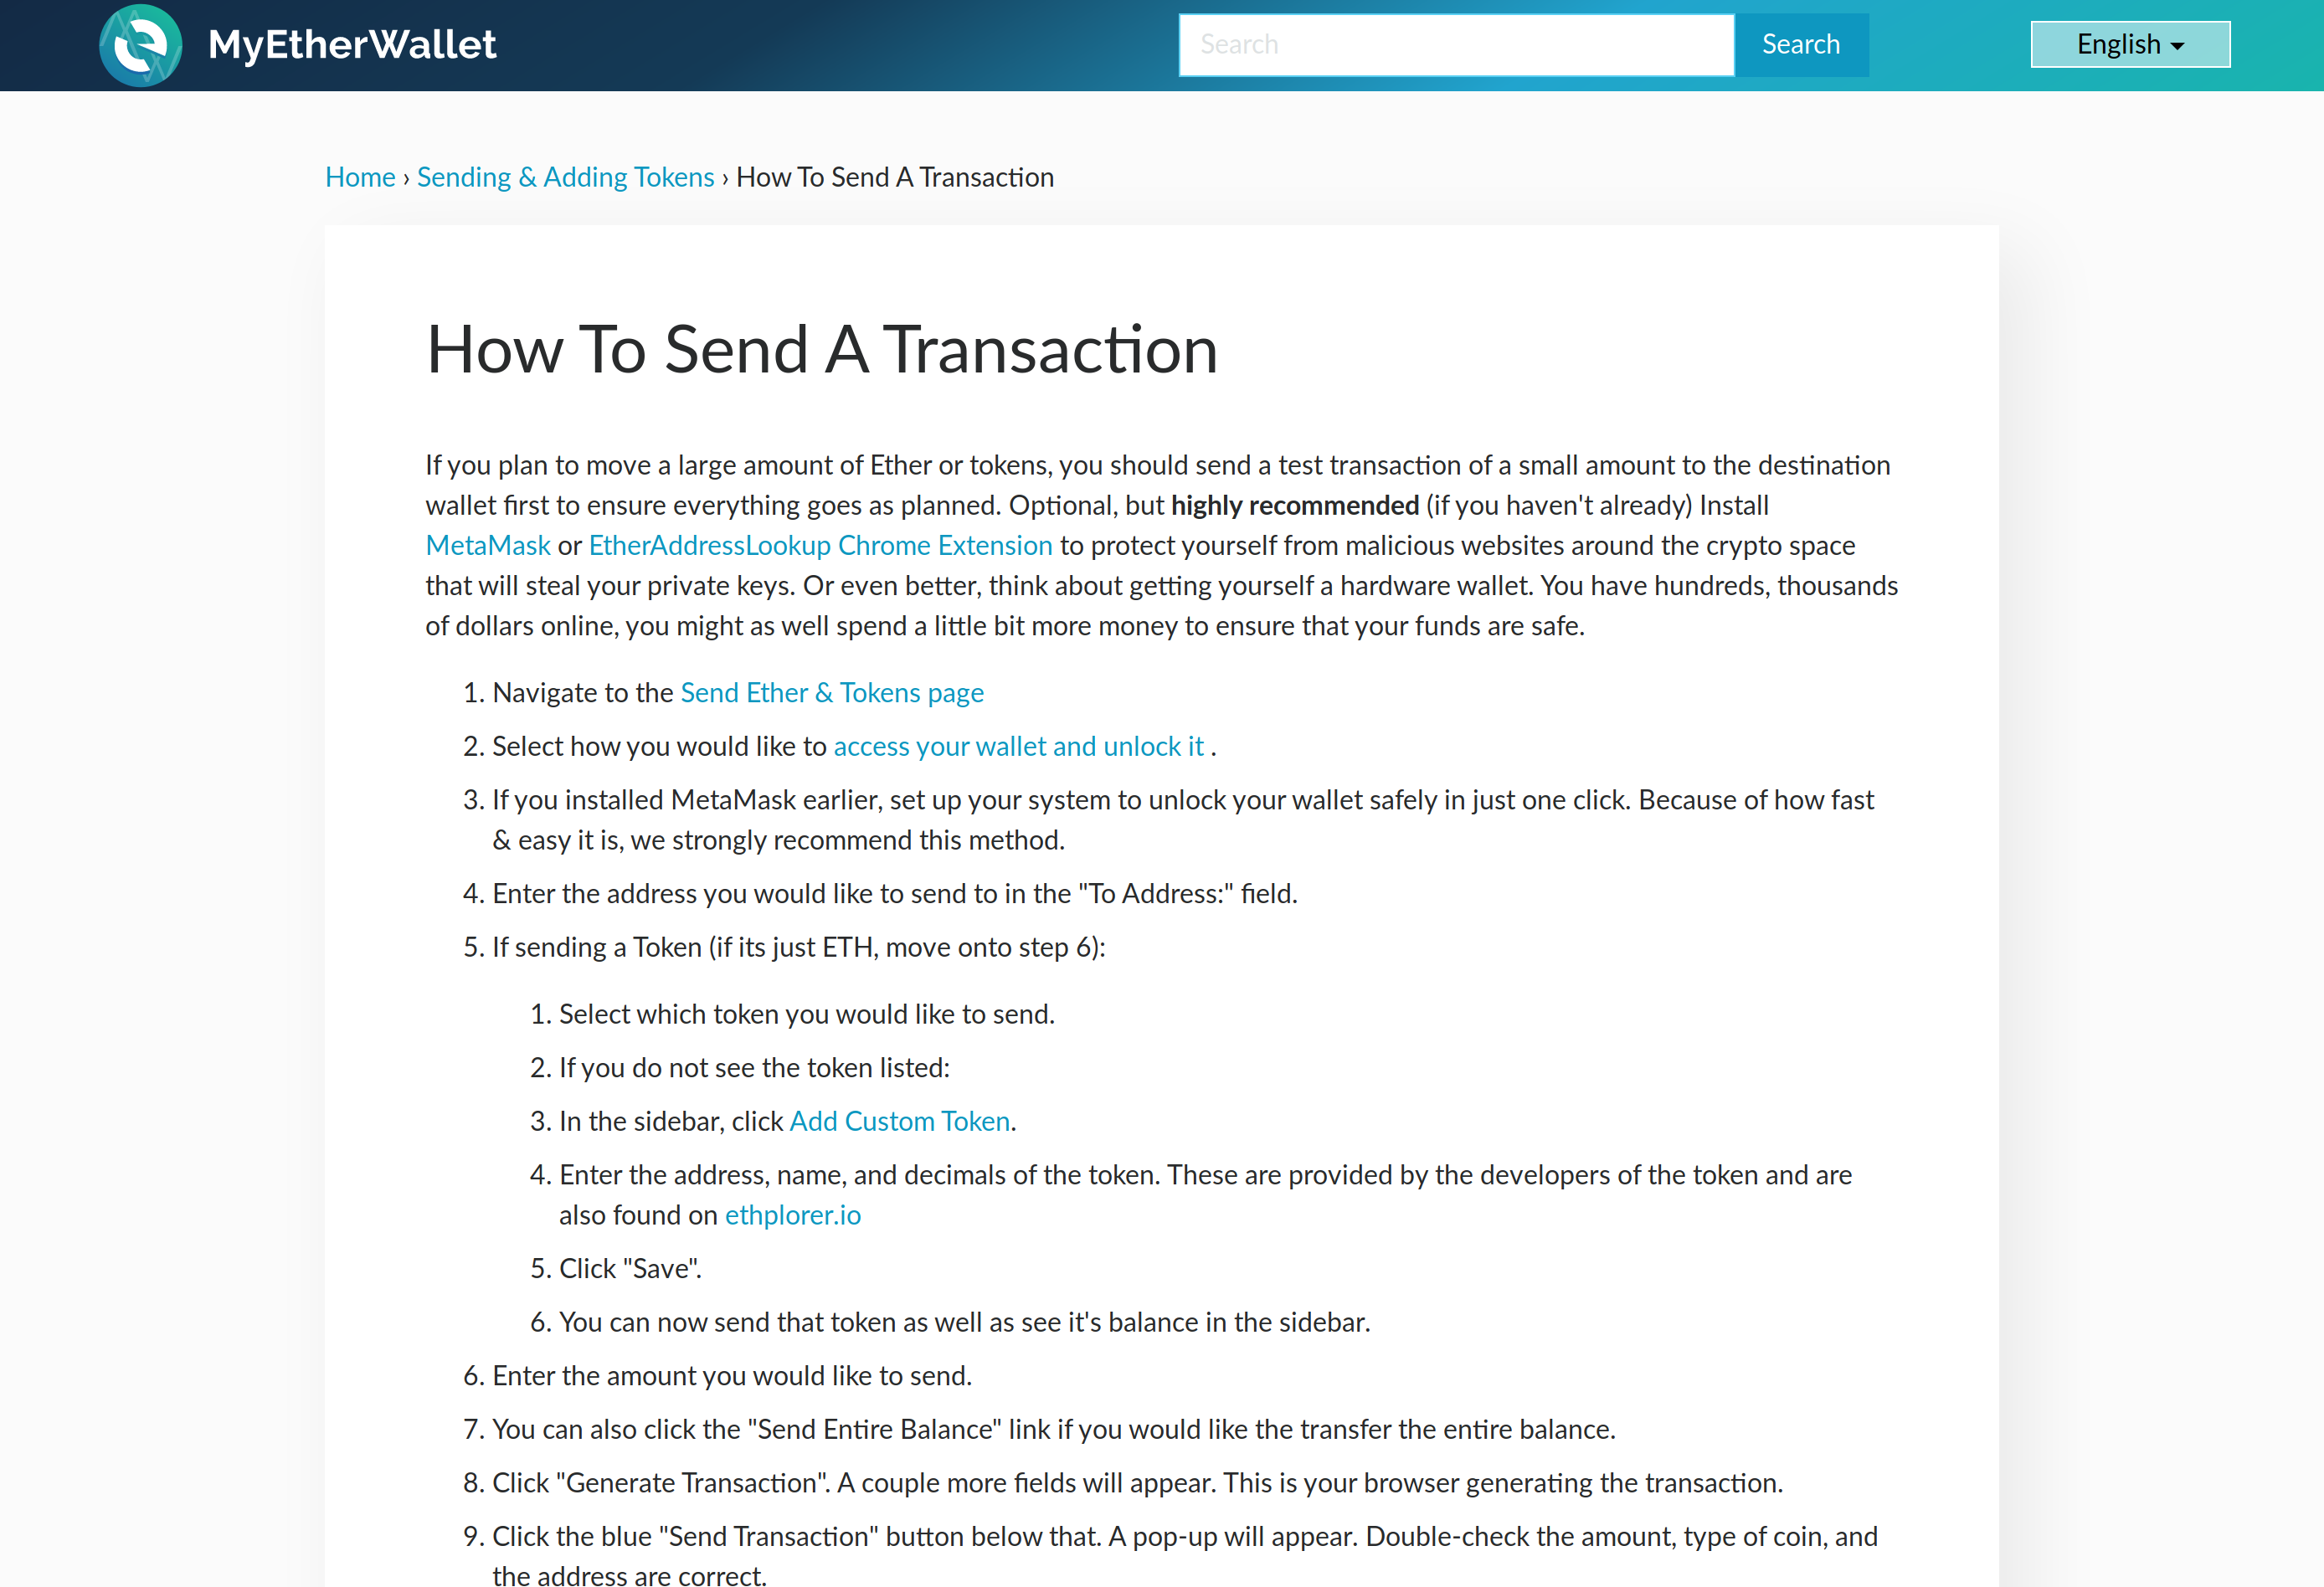 MyEtherWallet
Search
Search
English
Home › Sending & Adding Tokens › How To Send A Transaction
How To Send A Transaction
If you plan to move a large amount of Ether or tokens, you should send a test transaction of a small amount to the destination
wallet first to ensure everything goes as planned. Optional, but highly recommended (if you haven't already) Install
MetaMask or EtherAddressLookup Chrome Extension to protect yourself from malicious websites around the crypto space
that will steal your private keys. Or even better, think about getting yourself a hardware wallet. You have hundreds, thousands
of dollars online, you might as well spend a little bit more money to ensure that your funds are safe.
1. Navigate to the Send Ether & Tokens page
2. Select how you would like to access your wallet and unlock it .
3. If you installed MetaMask earlier, set up your system to unlock your wallet safely in just one click. Because of how fast
& easy it is, we strongly recommend this method.
4. Enter the address you would like to send to in the "To Address:" field.
5. If sending a Token (if its just ETH, move onto step 6):
1. Select which token you would like to send.
2. If you do not see the token listed:
3. In the sidebar, click Add Custom Token.
4. Enter the address, name, and decimals of the token. These are provided by the developers of the token and are
also found on ethplorer.io
5. Click "Save".
6. You can now send that token as well as see it's balance in the sidebar.
6. Enter the amount you would like to send.
7. You can also click the "Send Entire Balance" link if you would like the transfer the entire balance.
8. Click "Generate Transaction". A couple more fields will appear. This is your browser generating the transaction.
9. Click the blue "Send Transaction" button below that. A pop-up will appear. Double-check the amount, type of coin, and
the address are correct.